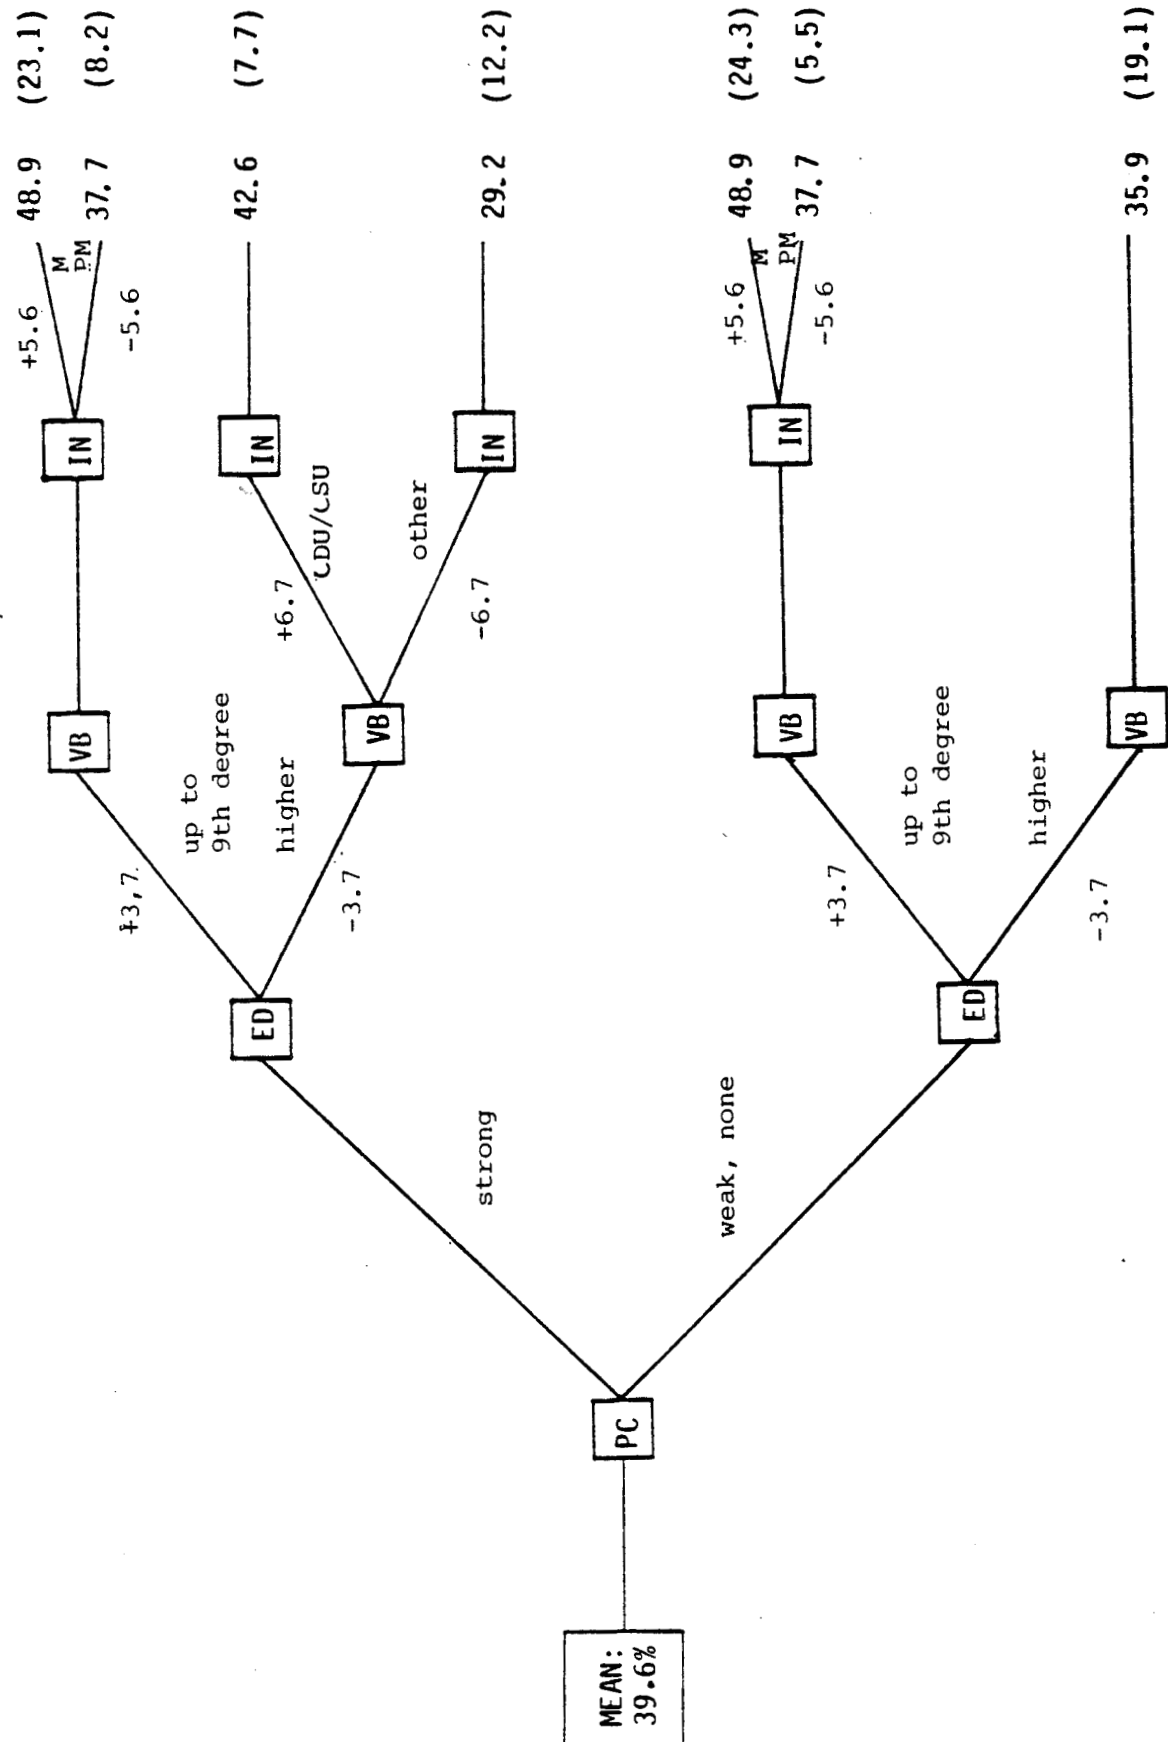 MEAN:
39.6%
PC
strong
weak, none
ED
+3,7
up to
9th degree
higher
-3.7
VB
VB
+6.7
CDU/CSU
other
-6.7
IN
IN
IN
+5.6
M
PM
-5.6
48.9 (23.1)
37.7 (8.2)
42.6 (7.7)
29.2 (12.2)
ED
+3.7
up to
9th degree
higher
-3.7
VB
VB
IN
+5.6
M
PM
-5.6
48.9 (24.3)
37.7 (5.5)
35.9 (19.1)